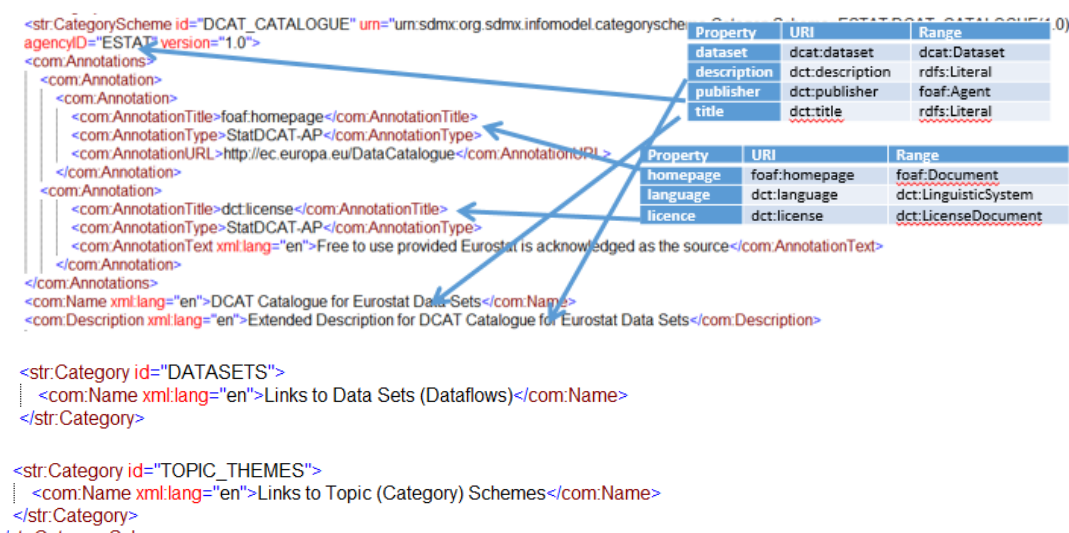 <str:CategoryScheme id="DCAT_CATALOGUE" urn="urn:sdmx:org.sdmx.infomodel.categoryscheme
agencyID="ESTAT" version="1.0">
<com:Annotations>
<com:Annotation>
<com:Annotation>
<com:AnnotationTitle>foaf:homepage</com:AnnotationTitle>
<com:AnnotationType>StatDCAT-AP</com:AnnotationType>
<com:AnnotationURL>http://ec.europa.eu/DataCatalogue</com:AnnotationURL>
</com:Annotation>
<com:Annotation>
<com:AnnotationTitle>dct:license</com:AnnotationTitle>
<com:AnnotationType>StatDCAT-AP</com:AnnotationType>
<com:AnnotationText xml:lang="en">Free to use provided Eurostat is acknowledged as the source</com:AnnotationText>
</com:Annotation>
</com:Annotations>
<com:Name xml:lang="en">DCAT Catalogue for Eurostat Data Sets</com:Name>
<com:Description xml:lang="en">Extended Description for DCAT Catalogue for Eurostat Data Sets</com:Description>
Property URI Range
dataset dcat:dataset dcat:Dataset
description dct:description rdfs:Literal
publisher dct:publisher foaf:Agent
title dct:title rdfs:Literal
Property URI Range
homepage foaf:homepage foaf:Document
language dct:language dct:LinguisticSystem
licence dct:license dct:LicenseDocument
<str:Category id="DATASETS">
<com:Name xml:lang="en">Links to Data Sets (Dataflows)</com:Name>
</str:Category>
<str:Category id="TOPIC_THEMES">
<com:Name xml:lang="en">Links to Topic (Category) Schemes</com:Name>
</str:Category>